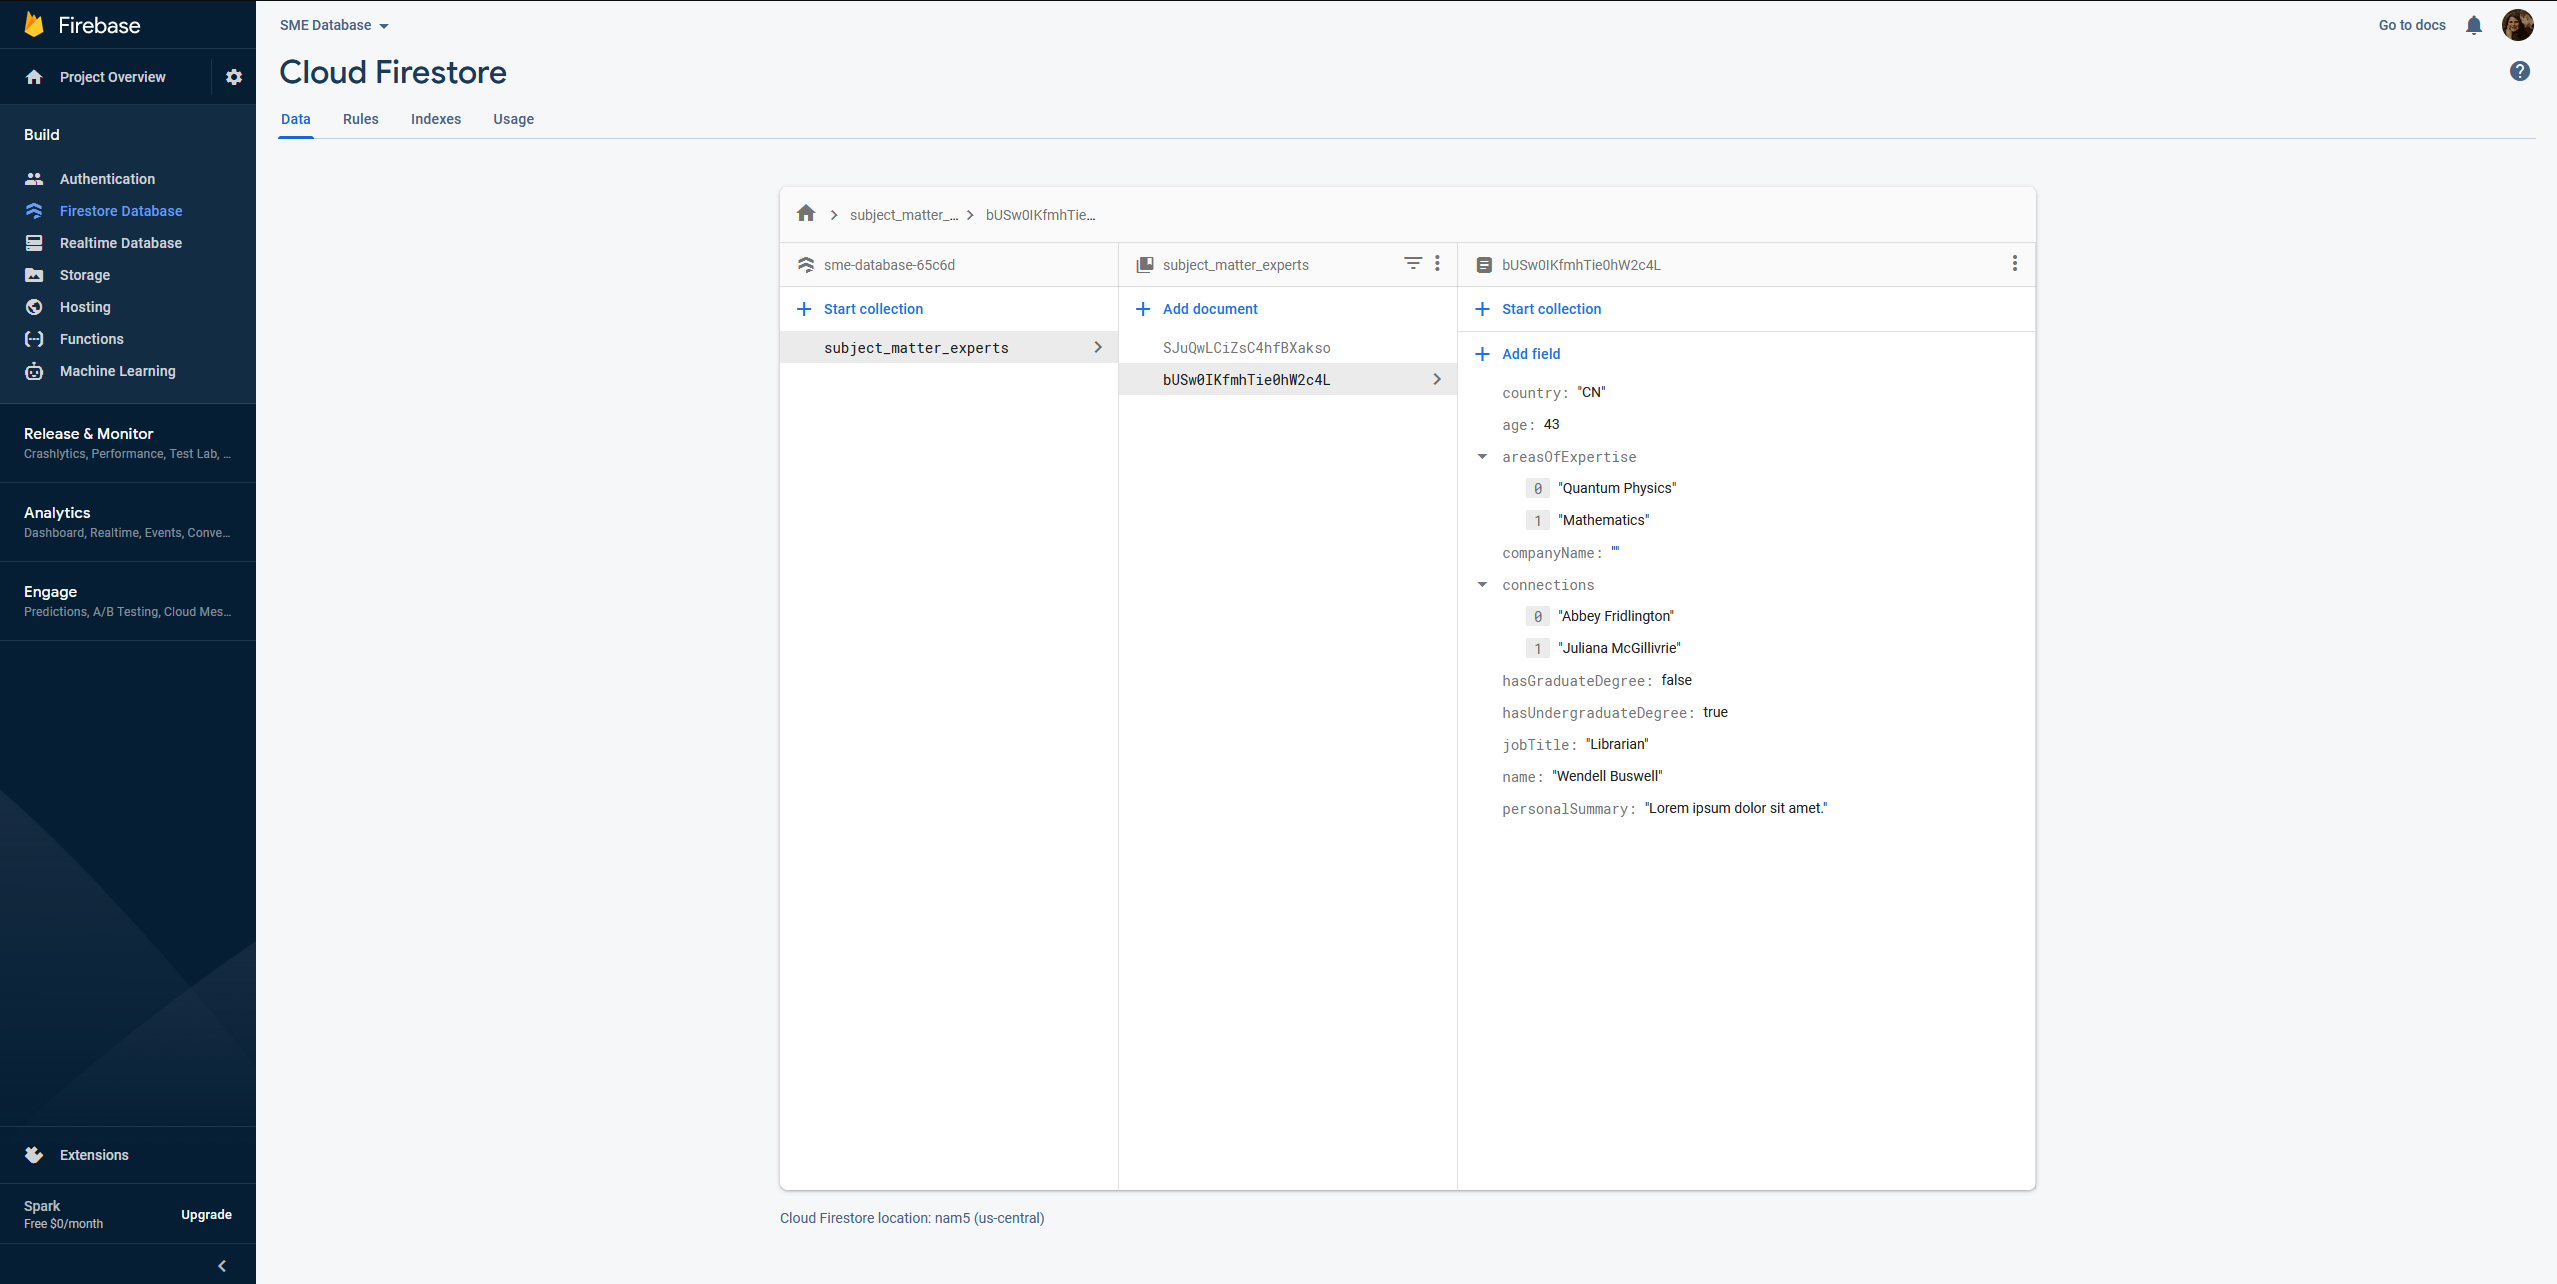 Firebase
Project Overview
Build
Authentication
Firestore Database
Realtime Database
Storage
Hosting
Functions
Machine Learning
Release & Monitor
Crashlytics, Performance, Test Lab, ...
Analytics
Dashboard, Realtime, Events, Conve...
Engage
Predictions, A/B Testing, Cloud Mes...
Extensions
Spark
Free $0/month
Upgrade
SME Database
Go to docs
Cloud Firestore
Data Rules Indexes Usage
subject_matter_... bUSw0IKfmhTie...
sme-database-65c6d
Start collection
subject_matter_experts
subject_matter_experts
Add document
SJuQwLCiZsC4hfBXakso
bUSw0IKfmhTie0hW2c4L
bUSw0IKfmhTie0hW2c4L
Start collection
Add field
country: "CN"
age: 43
areasOfExpertise
0 "Quantum Physics"
1 "Mathematics"
companyName: ""
connections
0 "Abbey Fridlington"
1 "Juliana McGillivrie"
hasGraduateDegree: false
hasUndergraduateDegree: true
jobTitle: "Librarian"
name: "Wendell Buswell"
personalSummary: "Lorem ipsum dolor sit amet."
Cloud Firestore location: nam5 (us-central)